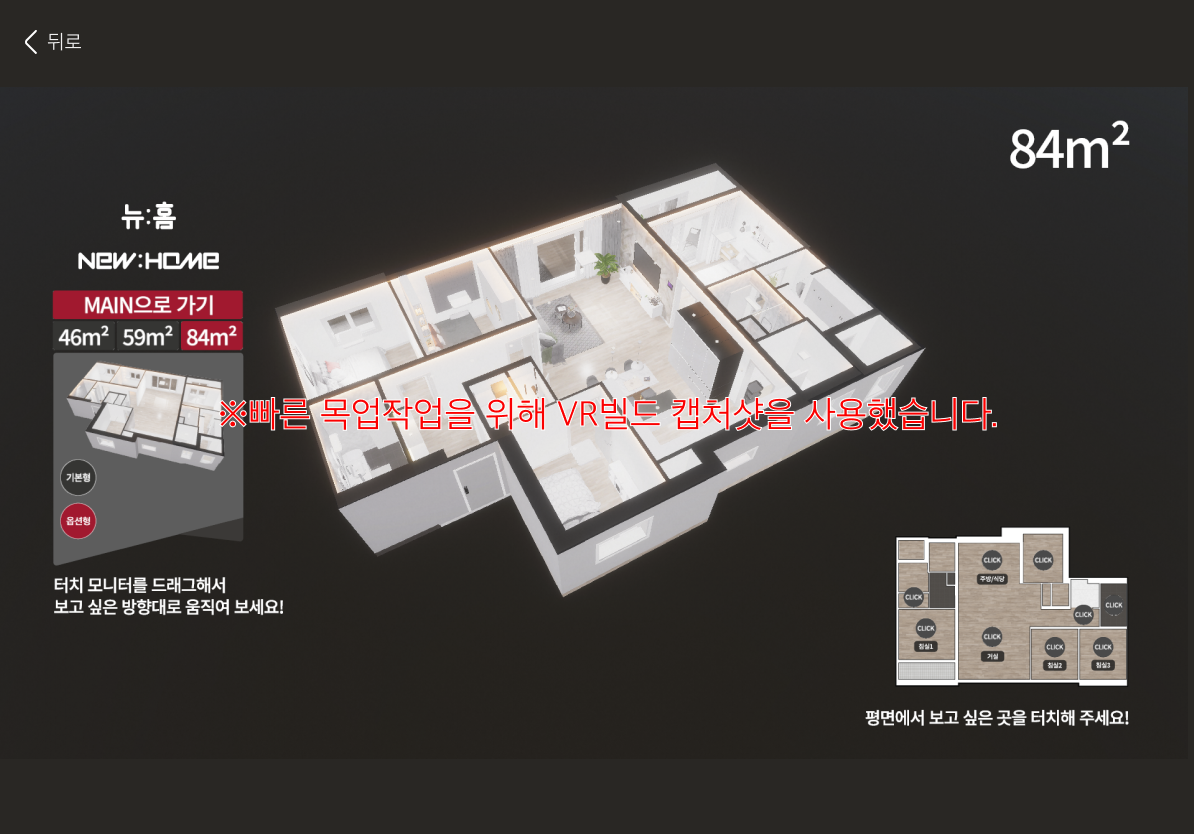 뒤로
84m²
뉴:홈
NEW:HOME
MAIN으로 가기
46m² 59m² 84m²
※빠른 목업작업을 위해 VR빌드 캡처샷을 사용했습니다.
기본형
옵션형
터치 모니터를 드래그해서
보고 싶은 방향대로 움직여 보세요!
CLICK CLICK
주방/식당
CLICK CLICK
CLICK
CLICK CLICK CLICK CLICK
침실1 거실 침실2 침실3
평면에서 보고 싶은 곳을 터치해 주세요!